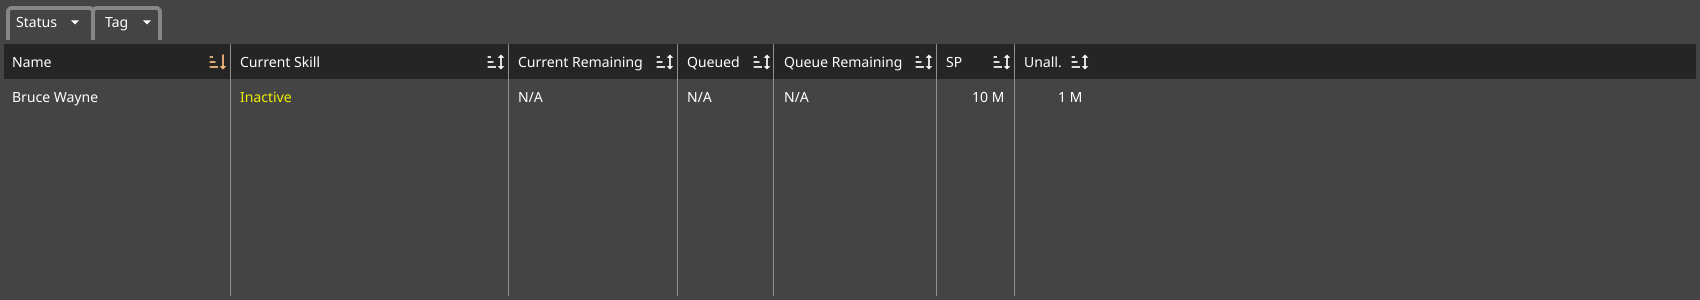 Status Tag
Name Current Skill Current Remaining Queued Queue Remaining SP Unall.
Bruce Wayne Inactive N/A N/A N/A 10 M 1 M